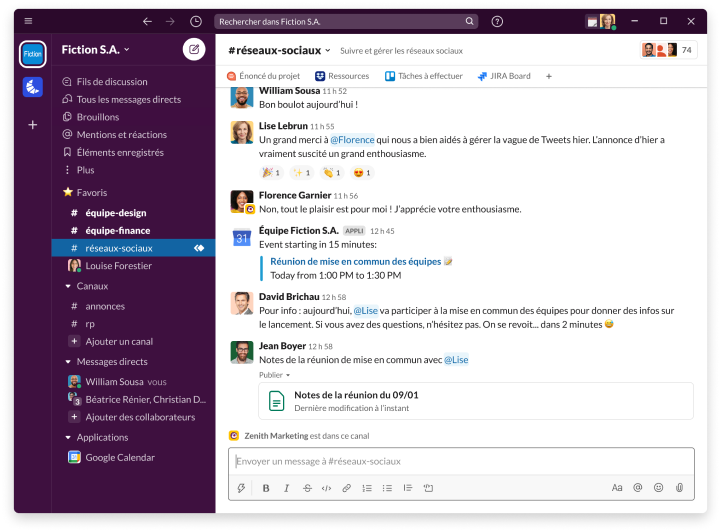 Rechercher dans Fiction S.A.
Fiction
Fiction S.A.
Fils de discussion
Tous les messages directs
Brouillons
Mentions et réactions
Éléments enregistrés
Plus
Favoris
# équipe-design
# équipe-finance
# réseaux-sociaux
Louise Forestier
Canaux
# annonces
# rp
Ajouter un canal
Messages directs
William Sousa vous
3 Béatrice Rénier, Christian D...
Ajouter des collaborateurs
Applications
Google Calendar
#réseaux-sociaux
Suivre et gérer les réseaux sociaux
74
Énoncé du projet
Ressources
Tâches à effectuer
JIRA Board
William Sousa 11 h 52
Bon boulot aujourd'hui !
Lise Lebrun 11 h 55
Un grand merci à @Florence qui nous a bien aidés à gérer la vague de Tweets hier. L'annonce d'hier a
vraiment suscité un grand enthousiasme.
1 1 1 1
Florence Garnier 11 h 56
Non, tout le plaisir est pour moi ! J'apprécie votre enthousiasme.
31
Équipe Fiction S.A. APPLI 12 h 45
Event starting in 15 minutes:
Réunion de mise en commun des équipes
Today from 1:00 PM to 1:30 PM
David Brichau 12 h 58
Pour info : aujourd'hui, @Lise va participer à la mise en commun des équipes pour donner des infos sur
le lancement. Si vous avez des questions, n'hésitez pas. On se revoit... dans 2 minutes
Jean Boyer 12 h 58
Notes de la réunion de mise en commun avec @Lise
Publier
Notes de la réunion du 09/01
Dernière modification à l'instant
Zenith Marketing est dans ce canal
Envoyer un message à #réseaux-sociaux
B I S
Aa @